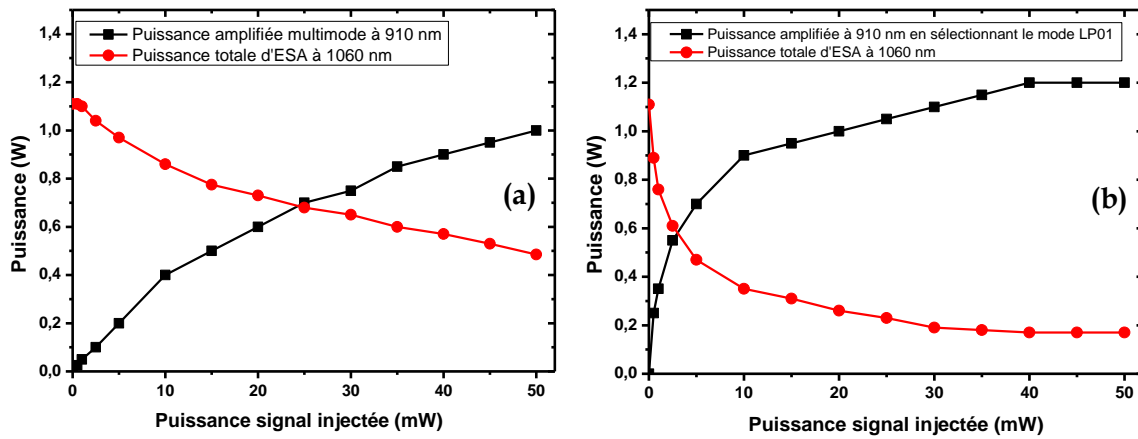 Puissance amplifiée multimode à 910 nm
Puissance totale d'ESA à 1060 nm
1,4
1,2
1,0
0,8
0,6
0,4
0,2
0,0
Puissance (W)
(a)
0 10 20 30 40 50
Puissance signal injectée (mW)
Puissance amplifiée à 910 nm en sélectionnant le mode LP01
Puissance totale d'ESA à 1060 nm
1,4
1,2
1,0
0,8
0,6
0,4
0,2
0,0
Puissance (W)
(b)
0 10 20 30 40 50
Puissance signal injectée (mW)